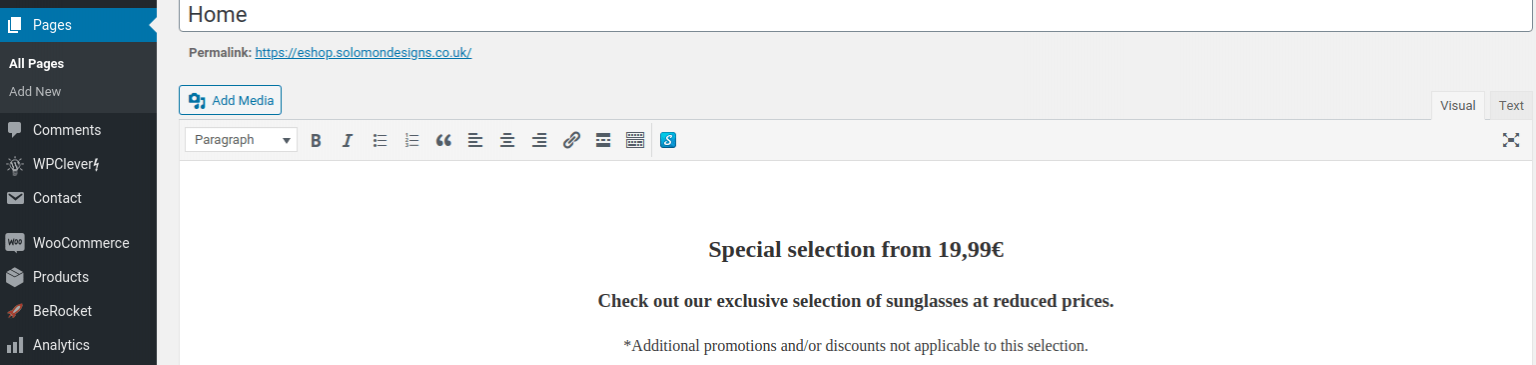 Pages
All Pages
Add New
Comments
WPClever
Contact
WooCommerce
Products
BeRocket
Analytics
Home
Permalink: https://eshop.solomondesigns.co.uk/
Add Media
Visual Text
Paragraph B I S
Special selection from 19,99€
Check out our exclusive selection of sunglasses at reduced prices.
*Additional promotions and/or discounts not applicable to this selection.